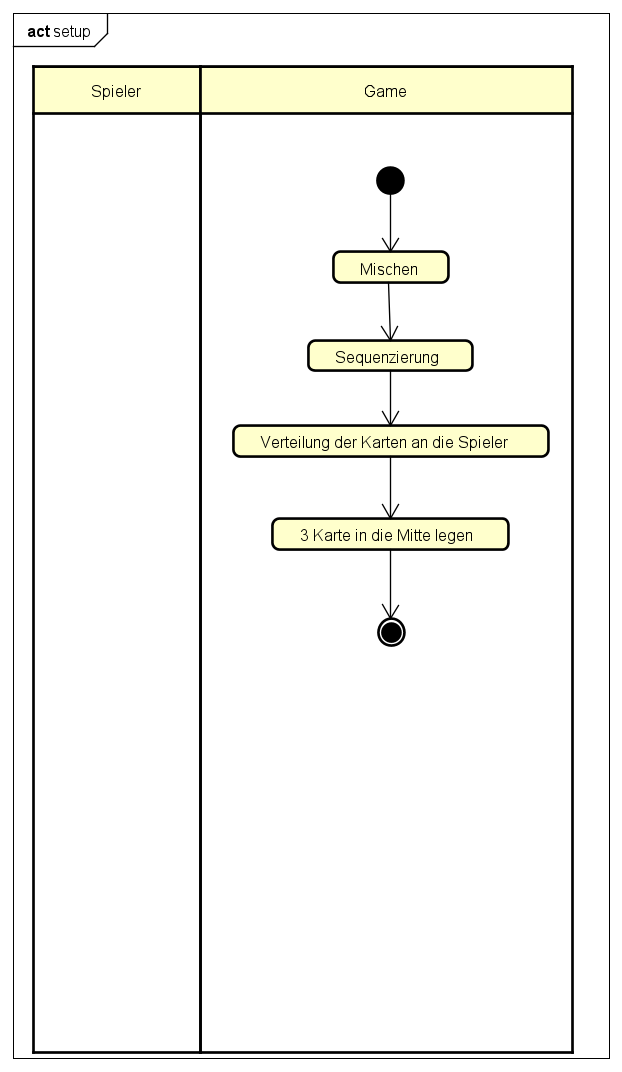 act setup
Spieler
Game
Mischen
Sequenzierung
Verteilung der Karten an die Spieler
3 Karte in die Mitte legen